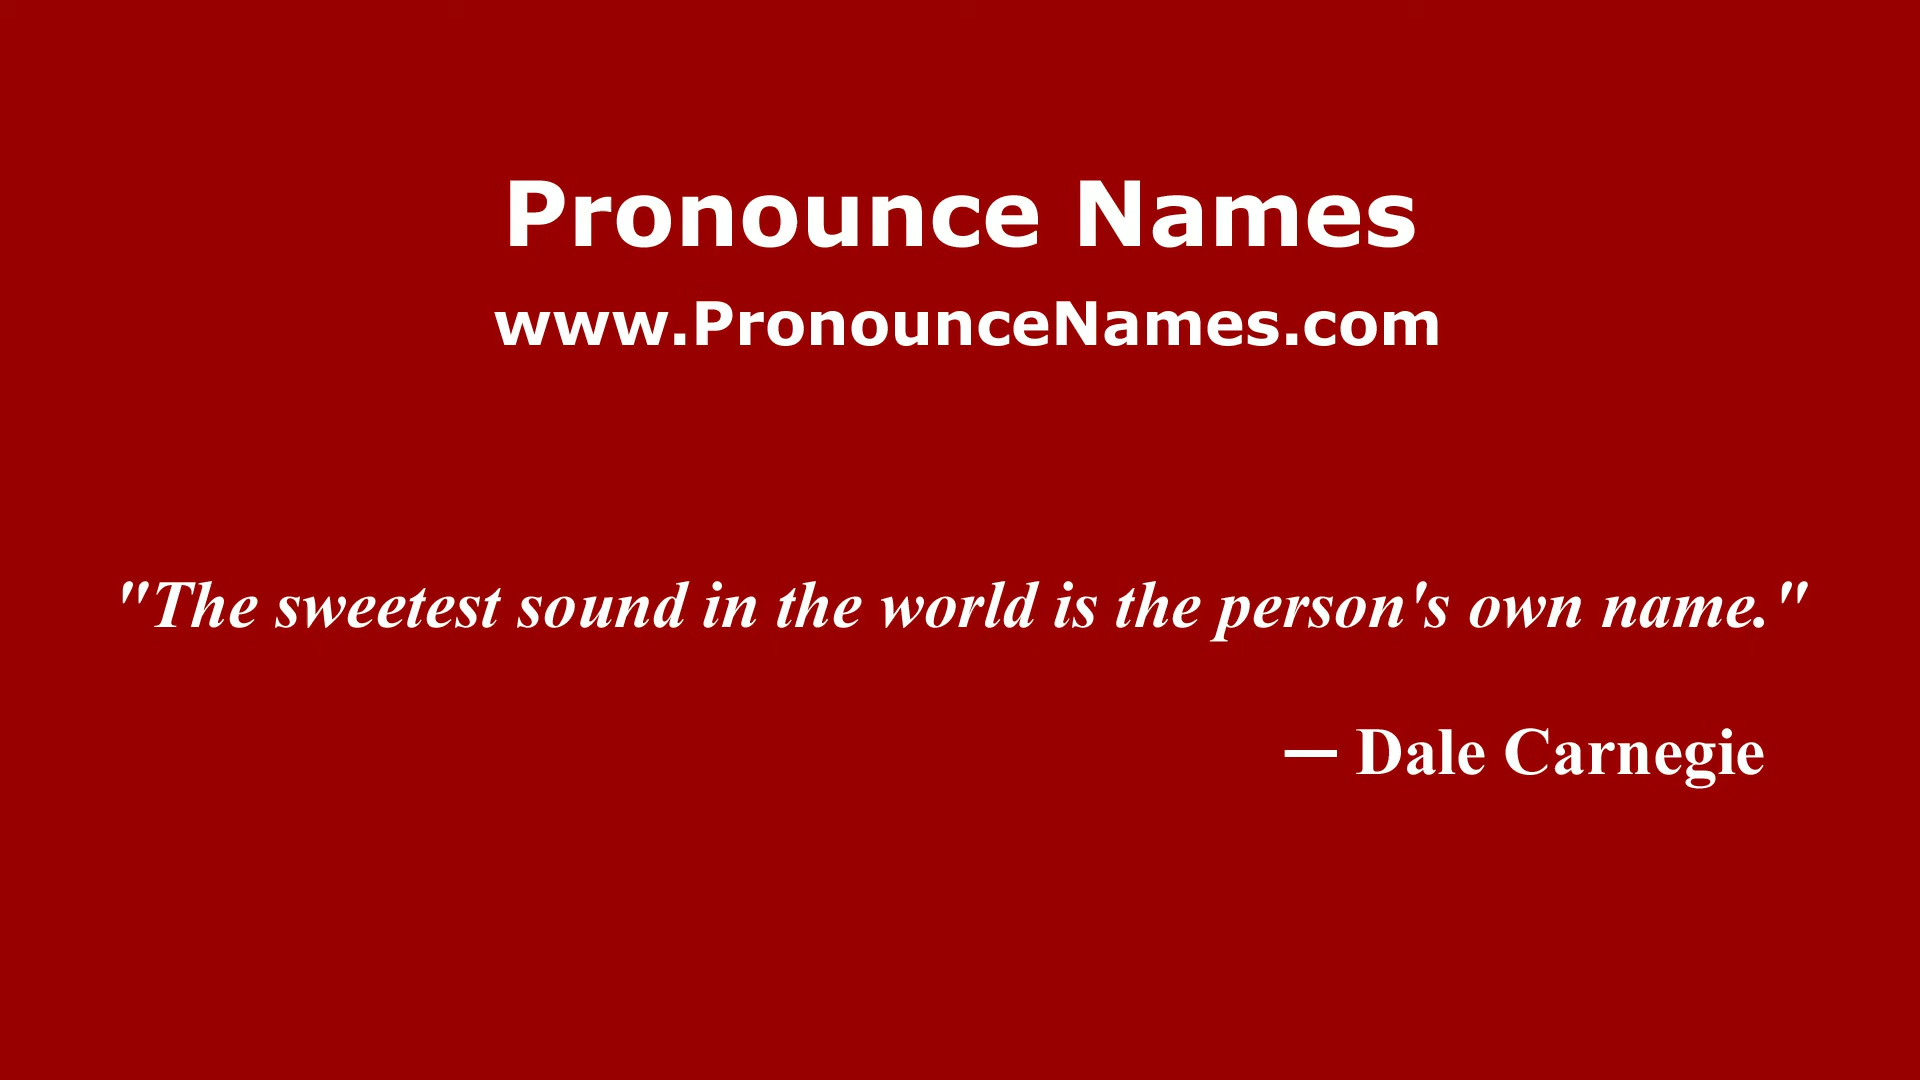 Pronounce Names
www.PronounceNames.com
"The sweetest sound in the world is the person's own name."
— Dale Carnegie